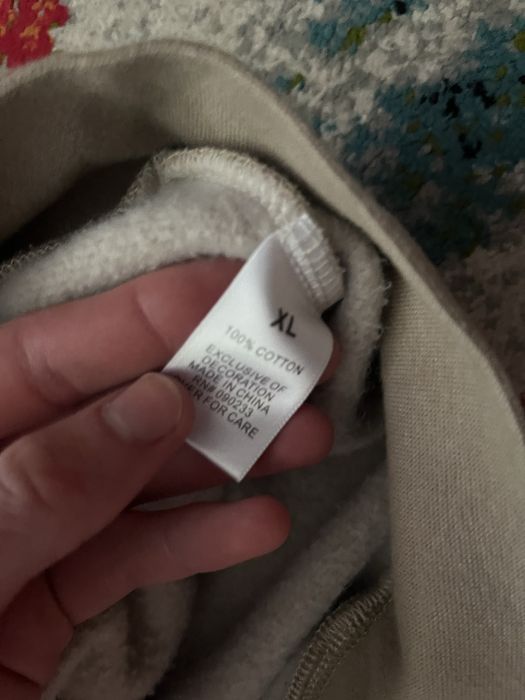 XL
100% COTTON
EXCLUSIVE OF
DECORATION
MADE IN CHINA
RN# 090233
FOR CARE